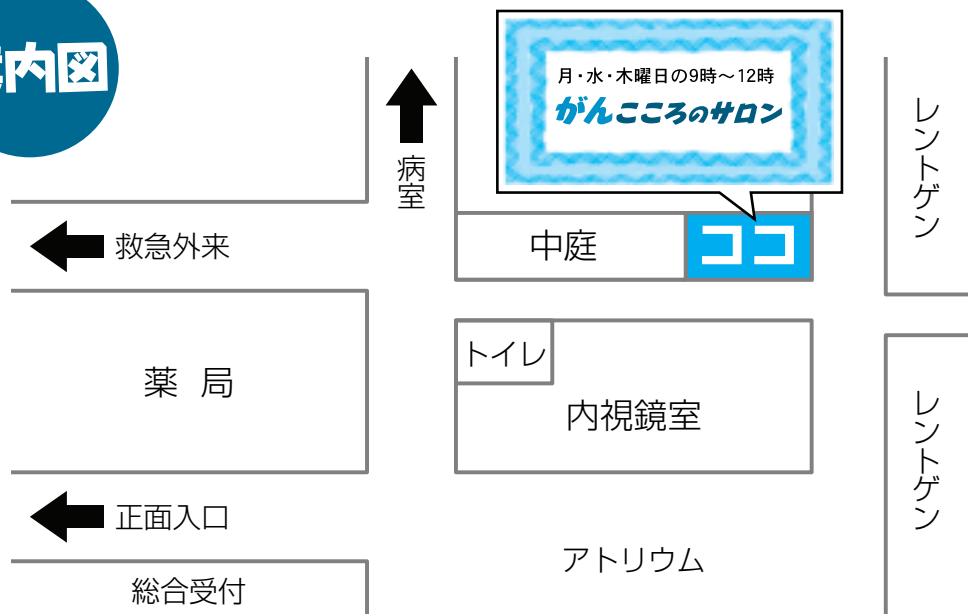 内図
月・水・木曜日の9時～12時
がんこころのサロン
病室
レントゲン
救急外来
中庭
ココ
薬 局
トイレ
内視鏡室
レントゲン
正面入口
アトリウム
総合受付